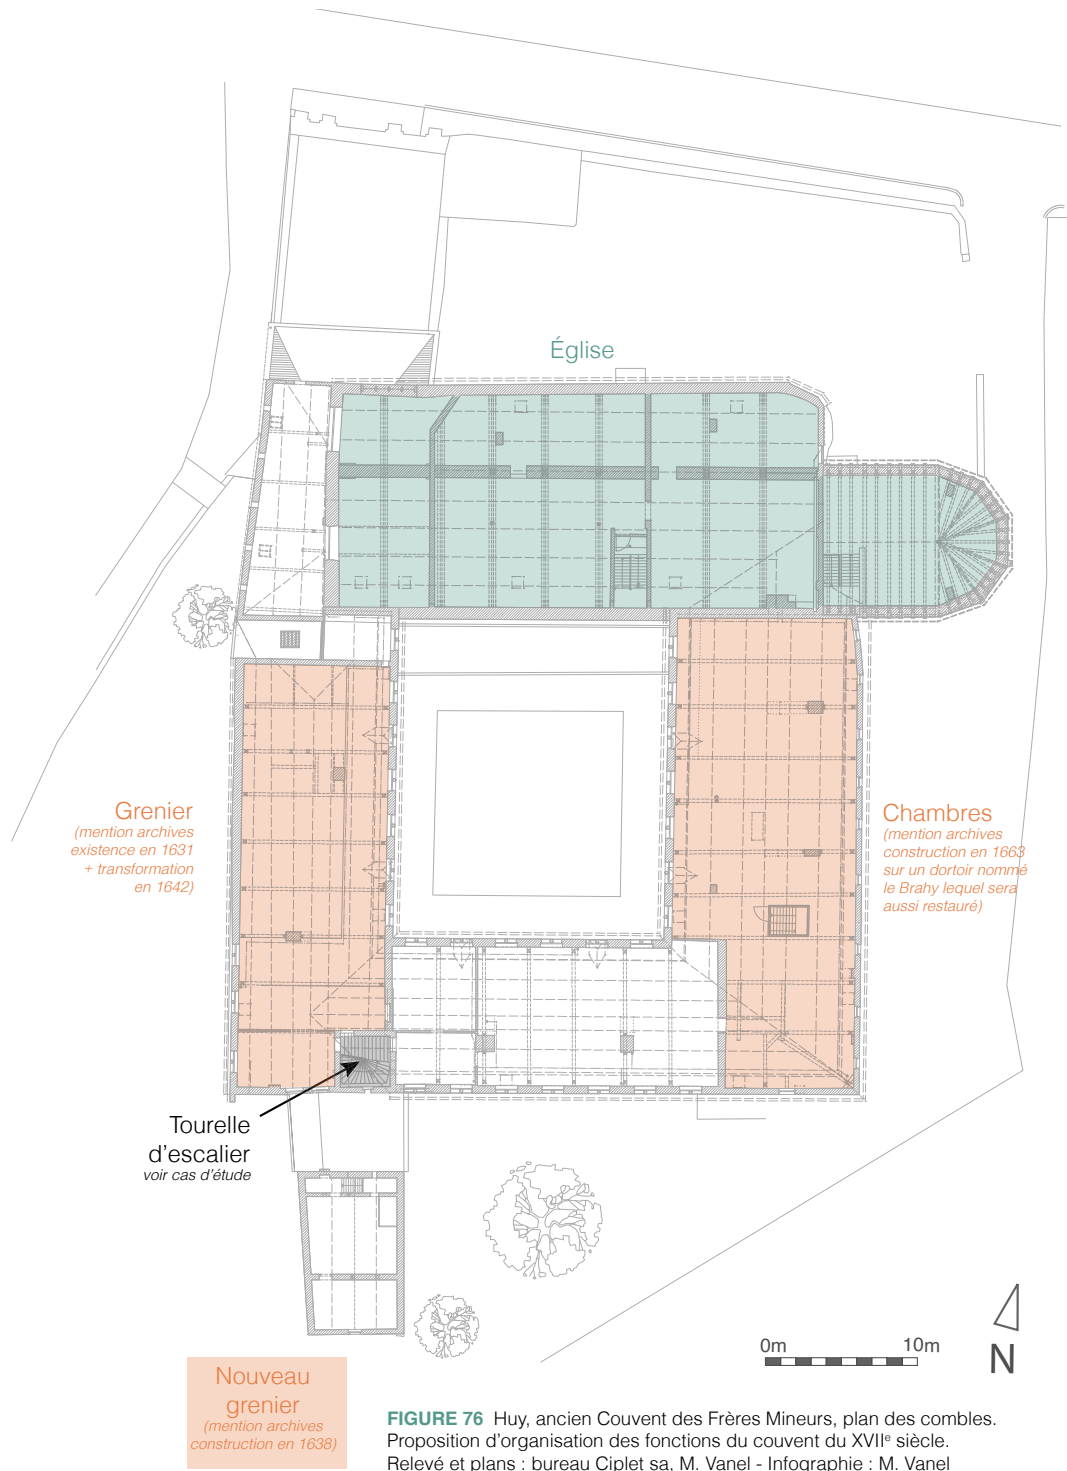 Église
Grenier
(mention archives
existence en 1631
+ transformation
en 1642)
Chambres
(mention archives
construction en 1663
sur un dortoir nommé
le Brahy lequel sera
aussi restauré)
Tourelle
d'escalier
voir cas d'étude
0m 10m
N
Nouveau
grenier
(mention archives
construction en 1638)
FIGURE 76 Huy, ancien Couvent des Frères Mineurs, plan des combles.
Proposition d'organisation des fonctions du couvent du XVIIe siècle.
Relevé et plans : bureau Ciplet sa, M. Vanel - Infographie : M. Vanel